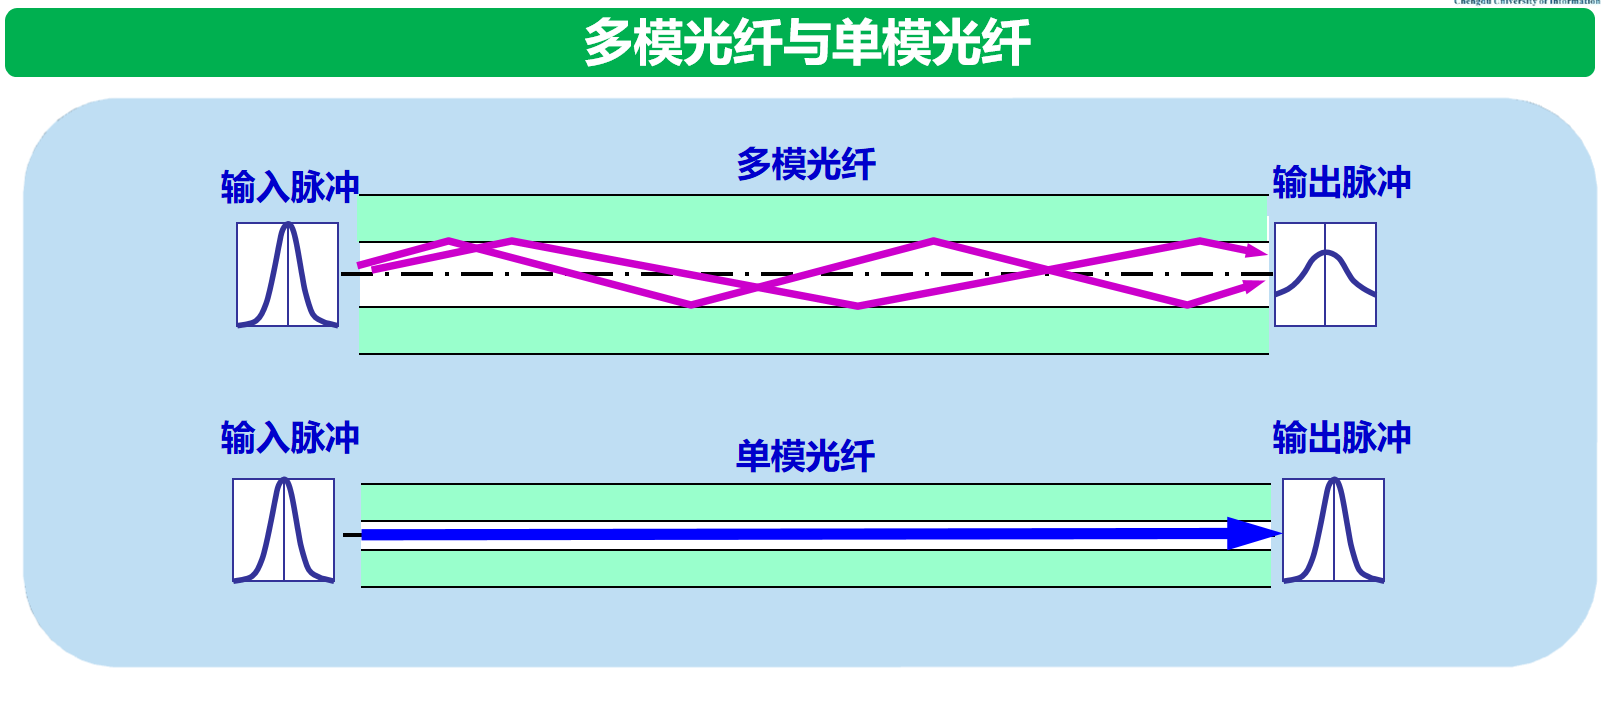 Chengdu University of Information
多模光纤与单模光纤
多模光纤
输入脉冲
输出脉冲
输入脉冲
单模光纤
输出脉冲